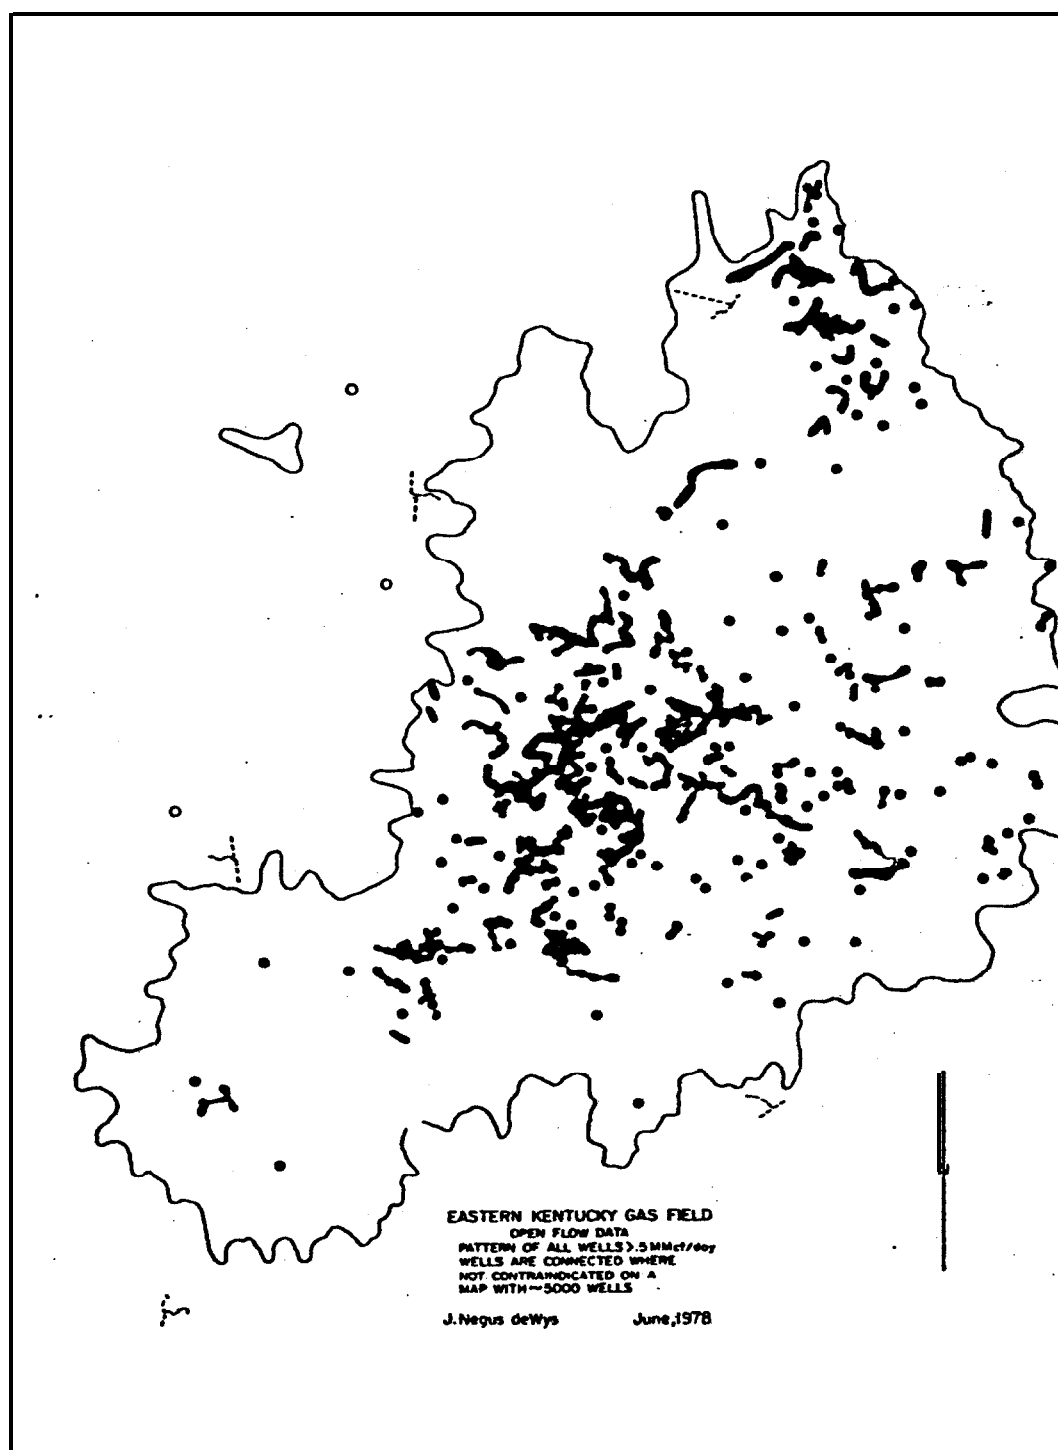 EASTERN KENTUCKY GAS FIELD
OPEN FLOW DATA
PATTERN OF ALL WELLS >.5 MMcf/day
WELLS ARE CONNECTED WHERE
NOT CONTRAINDICATED ON A
MAP WITH ~5000 WELLS
J. Negus deWys June, 1978